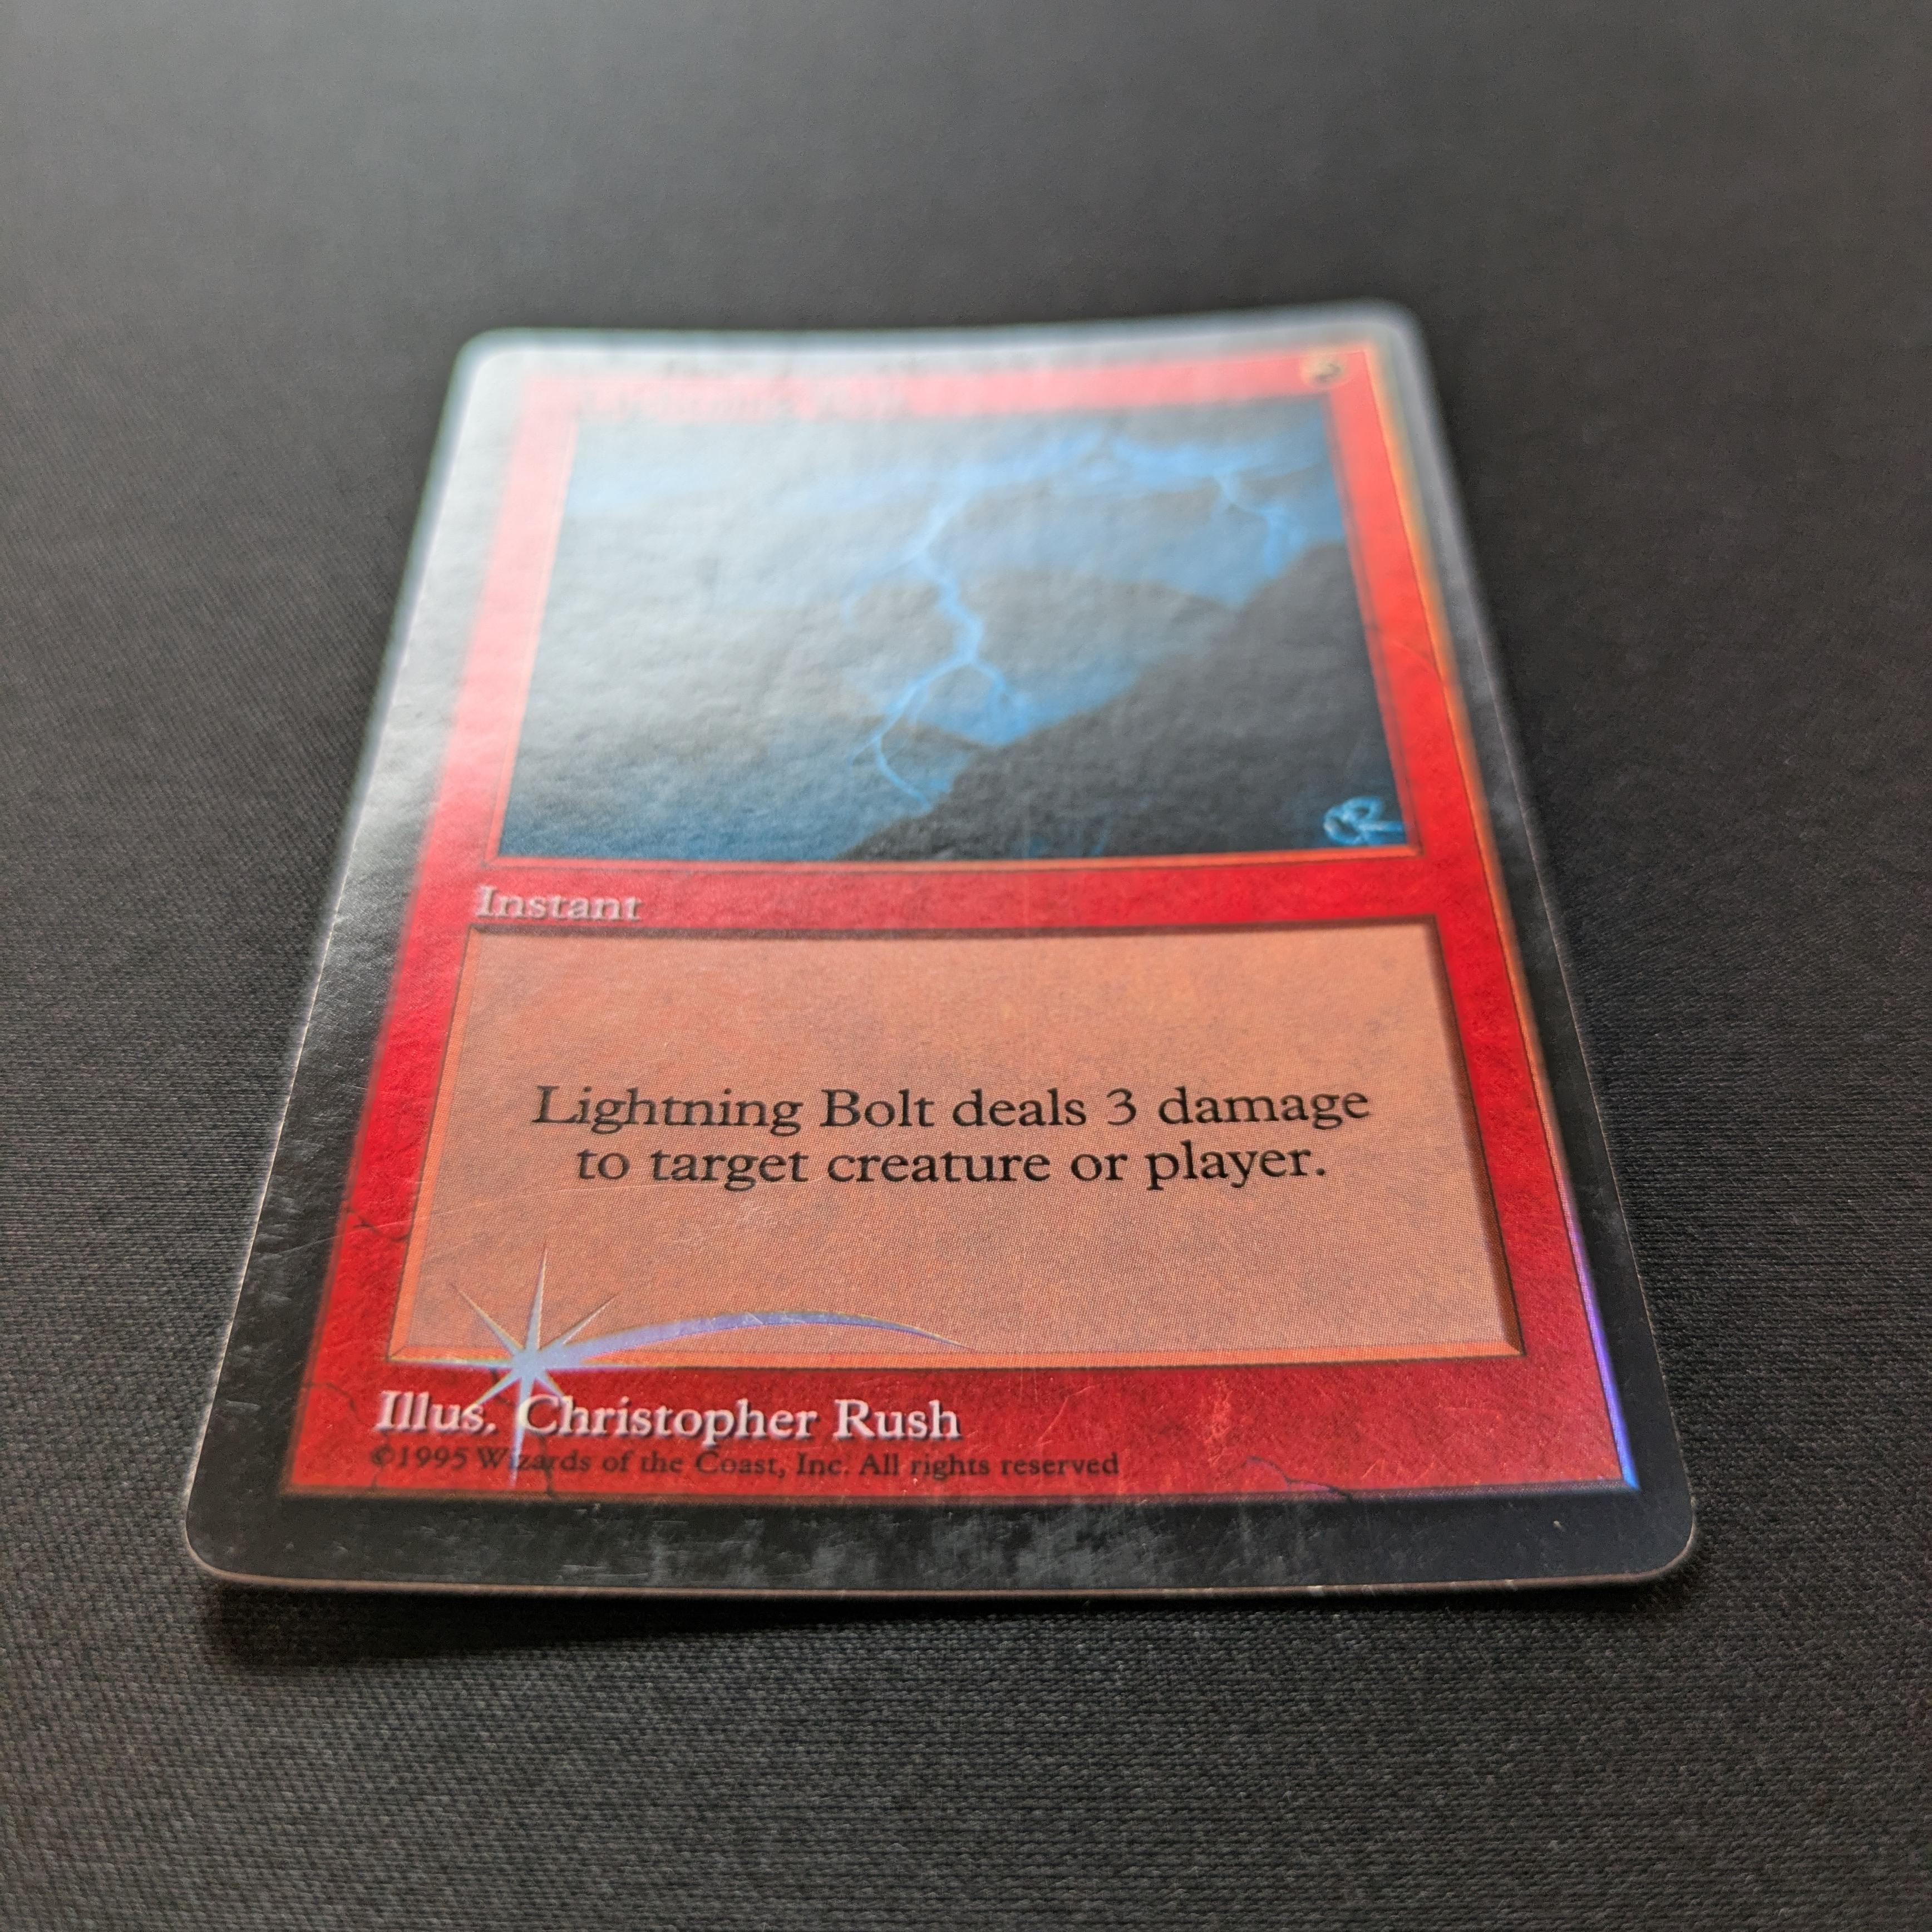 Instant
Lightning Bolt deals 3 damage
to target creature or player.
Illus. Christopher Rush
©1995 Wizards of the Coast, Inc. All rights reserved